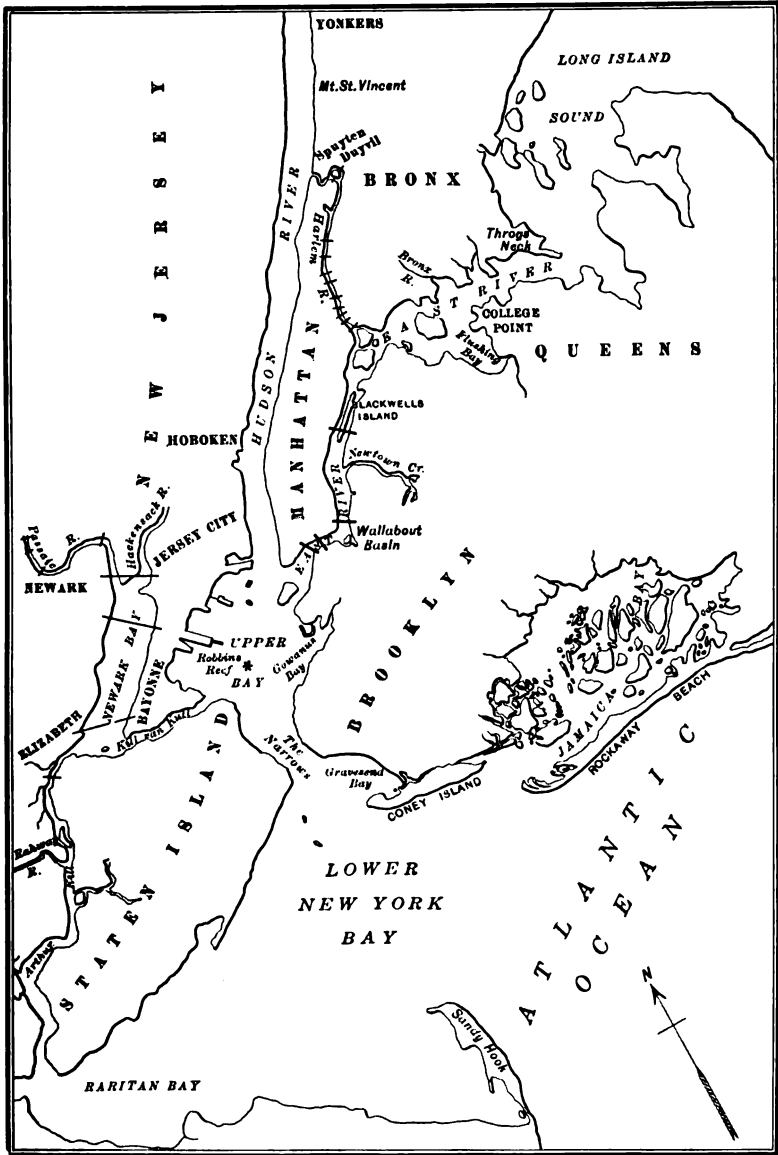 YONKERS
LONG ISLAND
SOUND
Mt.St.Vincent
Spuyten
Duyvil
BRONX
NEW JERSEY
HUDSON RIVER
Harlem R.
Throgs
Neck
Bronx
R.
EAST RIVER
COLLEGE
POINT
Flushing
Bay
QUEENS
MANHATTAN
BLACKWELLS
ISLAND
HOBOKEN
Newtown Cr.
EAST RIVER
Wallabout
Basin
Passaic R.
Hackensack R.
JERSEY CITY
NEWARK
BROOKLYN
NEWARK BAY
BAYONNE
UPPER
BAY
Robbins
Reef
Gowanus
Bay
JAMAICA BAY
ROCKAWAY BEACH
ELIZABETH
Kill van Kull
The
Narrows
Gravesend
Bay
CONEY ISLAND
STATEN ISLAND
Rahway
R.
Arthur Kill
LOWER
NEW YORK
BAY
ATLANTIC
OCEAN
N
Sandy Hook
RARITAN BAY